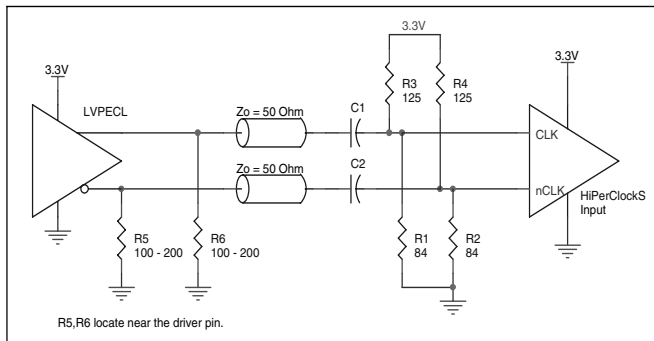 3.3V
3.3V
3.3V
LVPECL
Zo = 50 Ohm
C1
R3
125
R4
125
CLK
Zo = 50 Ohm
C2
nCLK
HiPerClockS
Input
R5
100 - 200
R6
100 - 200
R1
84
R2
84
R5,R6 locate near the driver pin.